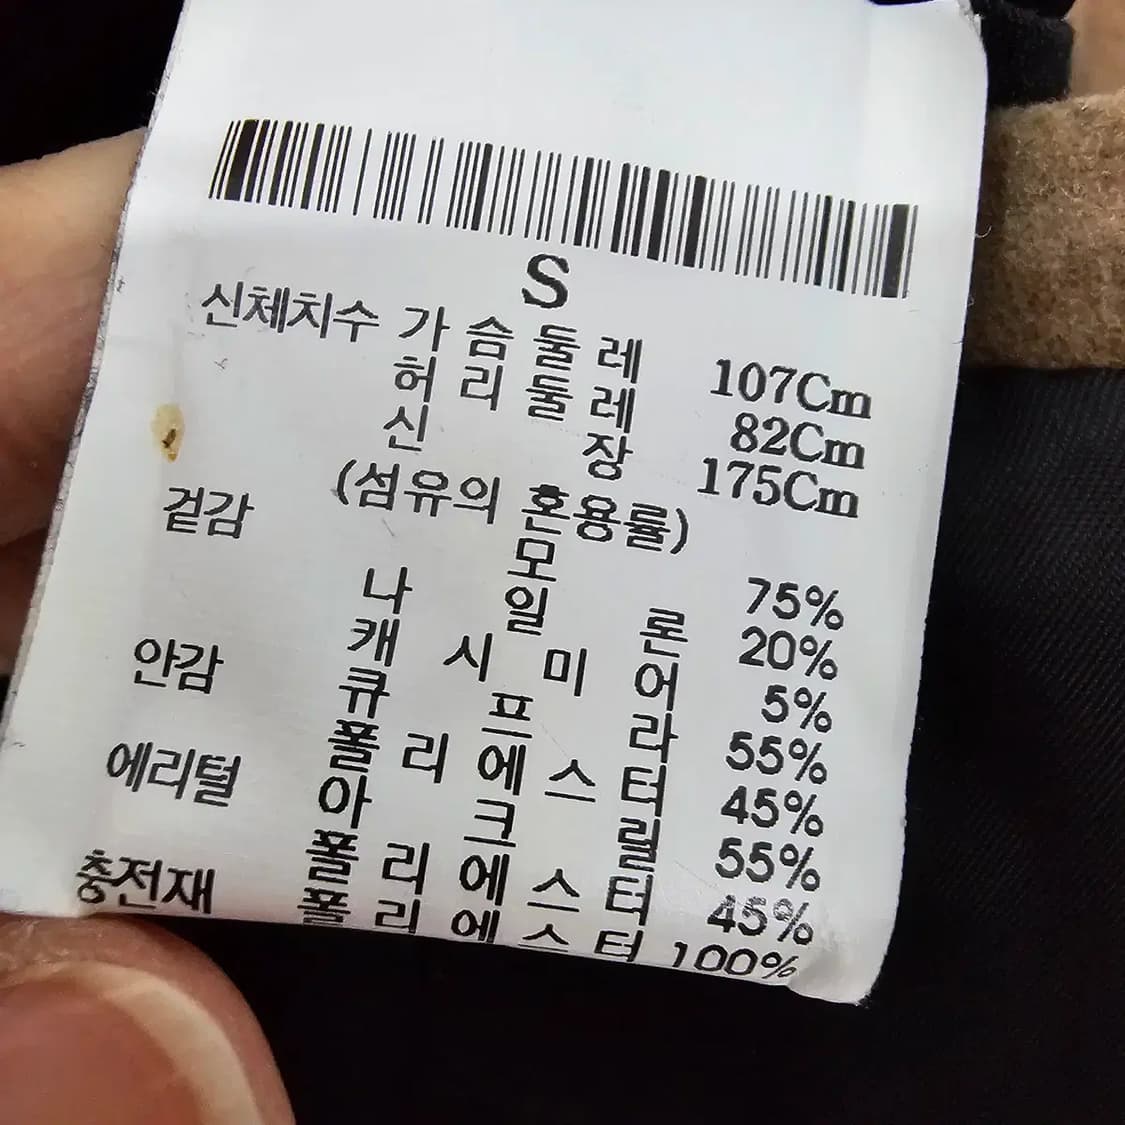 S
신체치수 가슴둘레 107Cm
허리둘레 82Cm
신장 175Cm
(섬유의 혼용률)
겉감 모 75%
나일론 20%
캐시미어 5%
안감 큐프라 55%
폴리에스터 45%
에리털 아크릴 55%
폴리에스터 45%
충전재 폴리에스터 100%